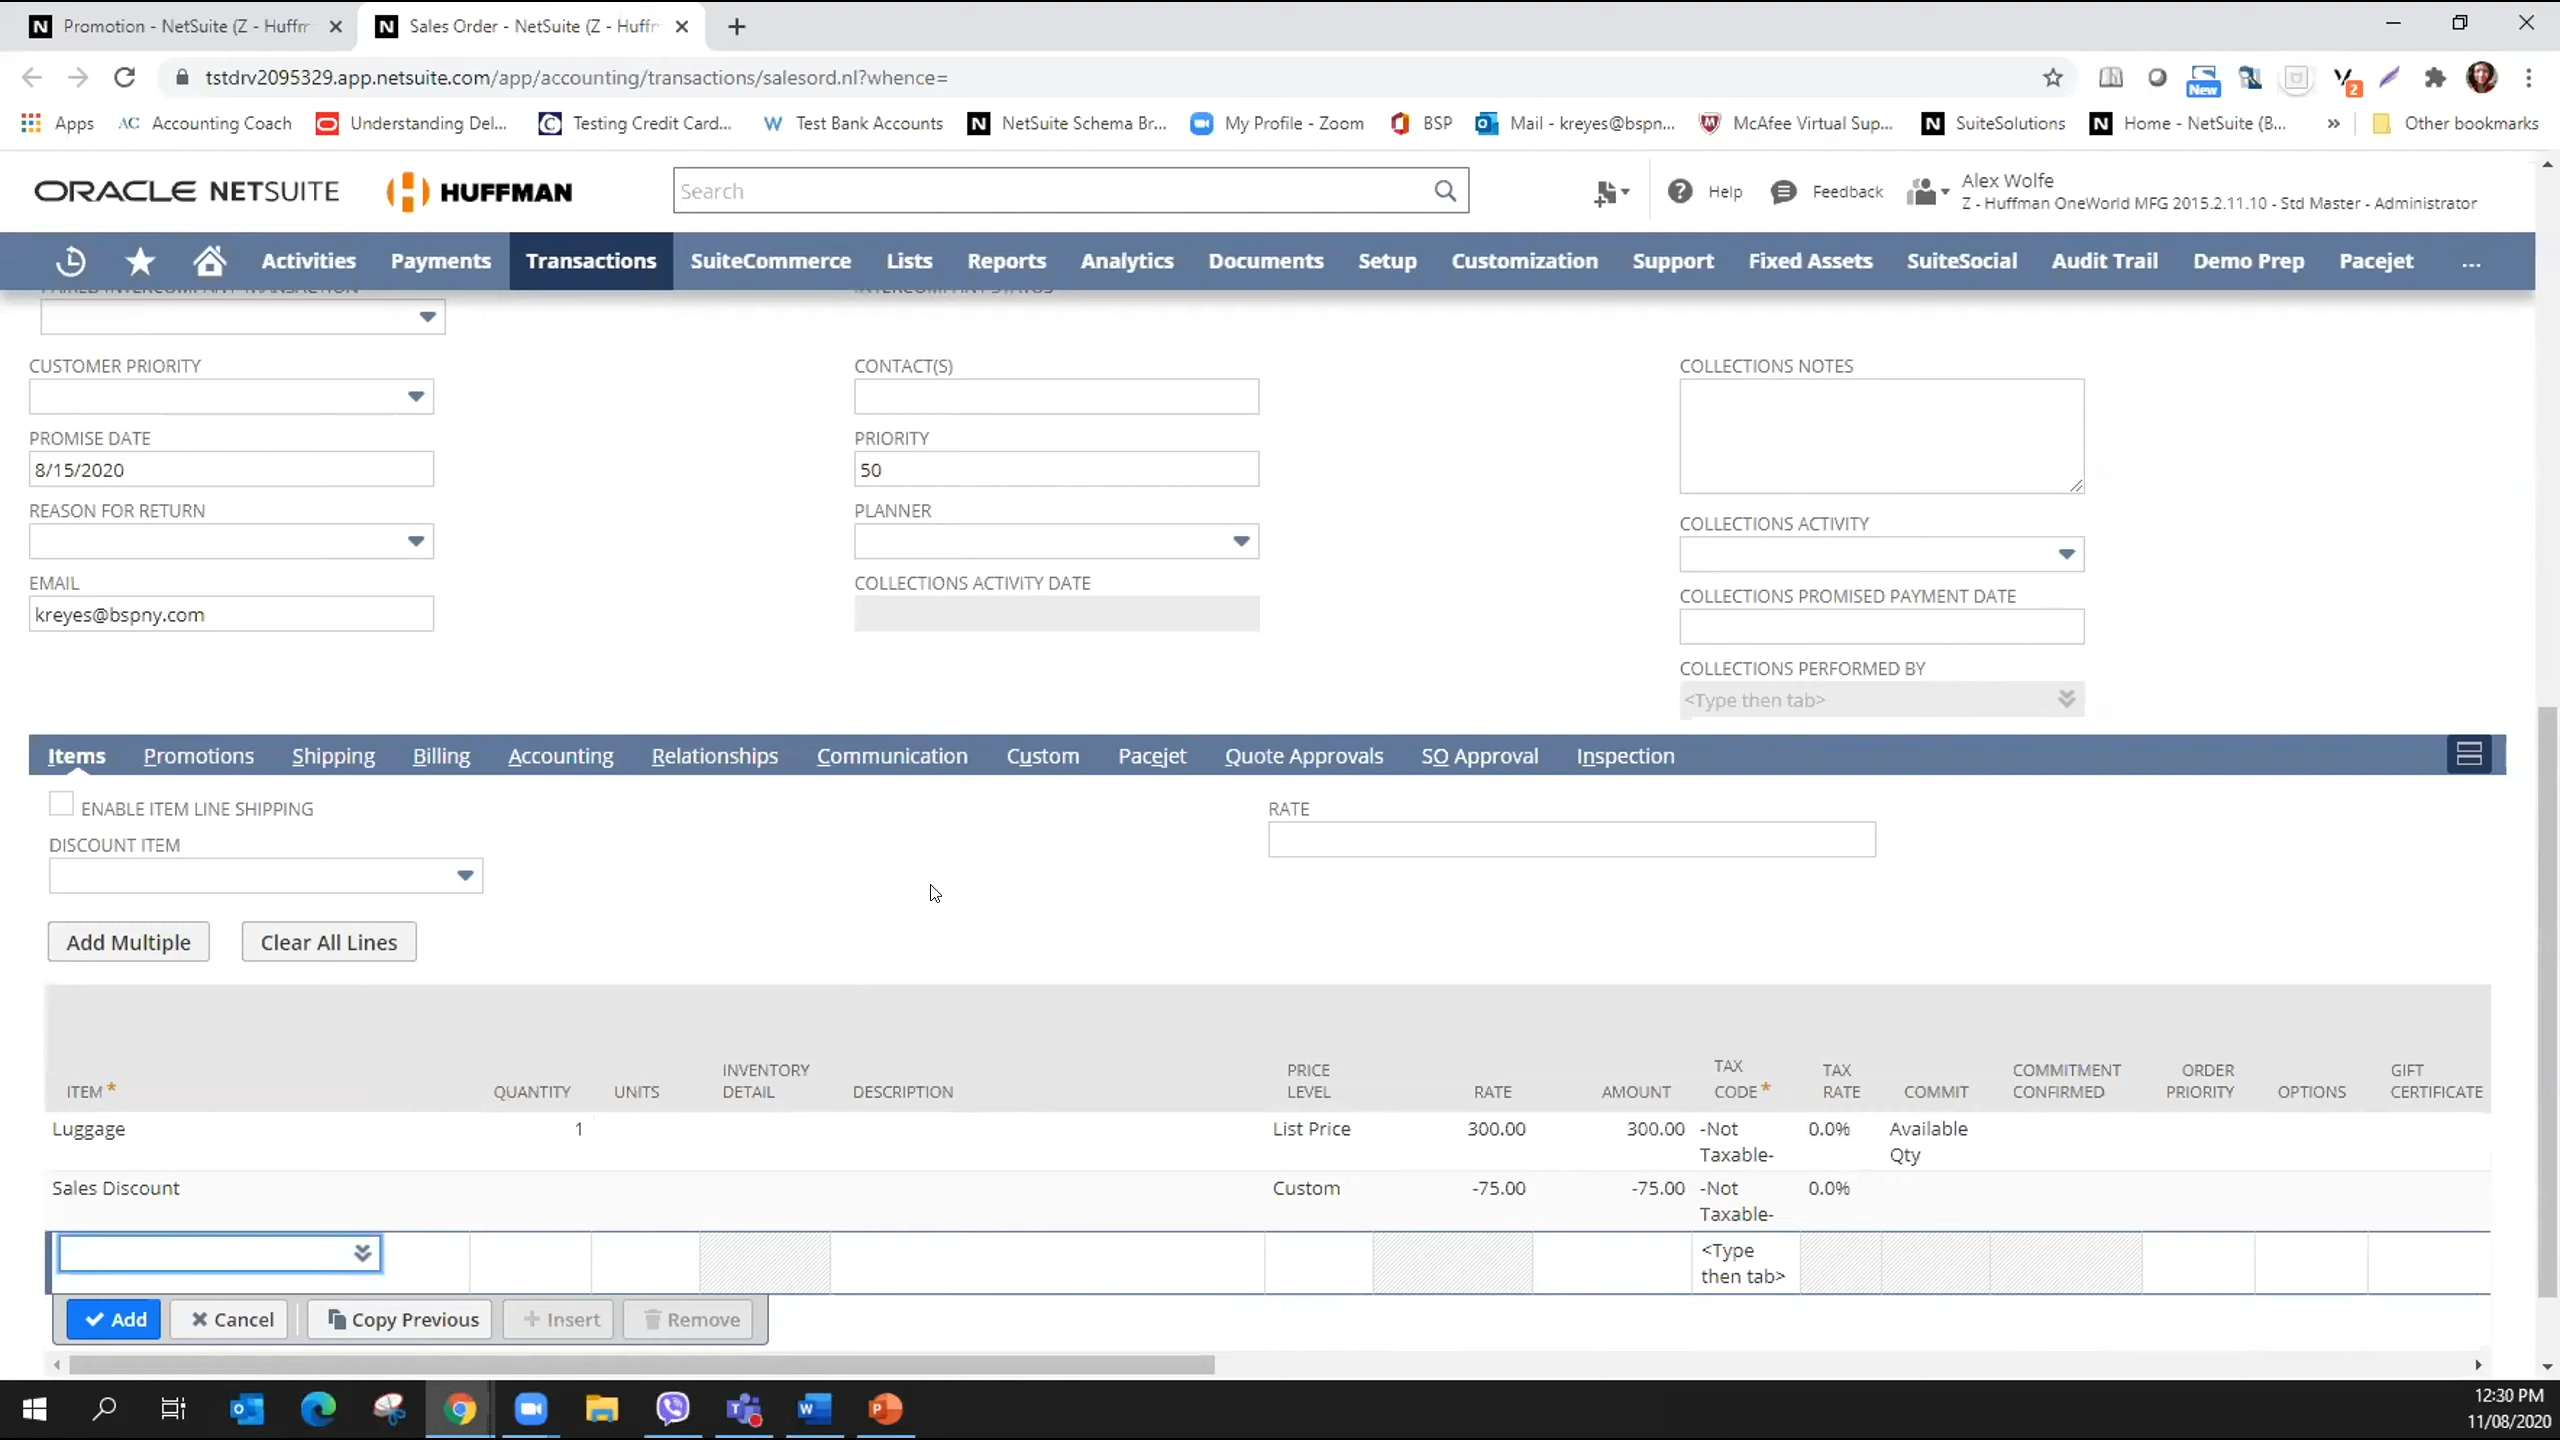 Promotion - NetSuite (Z - Huffm
Sales Order - NetSuite (Z - Huffm
tstdrv2095329.app.netsuite.com/app/accounting/transactions/salesord.nl?whence=
New
2
Apps
AC Accounting Coach
Understanding Del...
Testing Credit Card...
W Test Bank Accounts
NetSuite Schema Br...
My Profile - Zoom
BSP
Mail - kreyes@bspn...
McAfee Virtual Sup...
SuiteSolutions
Home - NetSuite (B...
Other bookmarks
ORACLE NETSUITE
HUFFMAN
Search
Help
Feedback
Alex Wolfe
Z - Huffman OneWorld MFG 2015.2.11.10 - Std Master - Administrator
Activities Payments Transactions SuiteCommerce Lists Reports Analytics Documents Setup Customization Support Fixed Assets SuiteSocial Audit Trail Demo Prep Pacejet ...
PAIRED INTERCOMPANY TRANSACTION
INTERCOMPANY STATUS
CUSTOMER PRIORITY
CONTACT(S)
COLLECTIONS NOTES
PROMISE DATE
8/15/2020
PRIORITY
50
REASON FOR RETURN
PLANNER
COLLECTIONS ACTIVITY
EMAIL
kreyes@bspny.com
COLLECTIONS ACTIVITY DATE
COLLECTIONS PROMISED PAYMENT DATE
COLLECTIONS PERFORMED BY
<Type then tab>
Items Promotions Shipping Billing Accounting Relationships Communication Custom Pacejet Quote Approvals SO Approval Inspection
ENABLE ITEM LINE SHIPPING
RATE
DISCOUNT ITEM
Add Multiple
Clear All Lines
ITEM * QUANTITY UNITS INVENTORY DETAIL DESCRIPTION PRICE LEVEL RATE AMOUNT TAX CODE * TAX RATE COMMIT COMMITMENT CONFIRMED ORDER PRIORITY OPTIONS GIFT CERTIFICATE
Luggage 1 List Price 300.00 300.00 -Not Taxable- 0.0% Available Qty
Sales Discount Custom -75.00 -75.00 -Not Taxable- 0.0%
<Type then tab>
Add Cancel Copy Previous Insert Remove
12:30 PM
11/08/2020